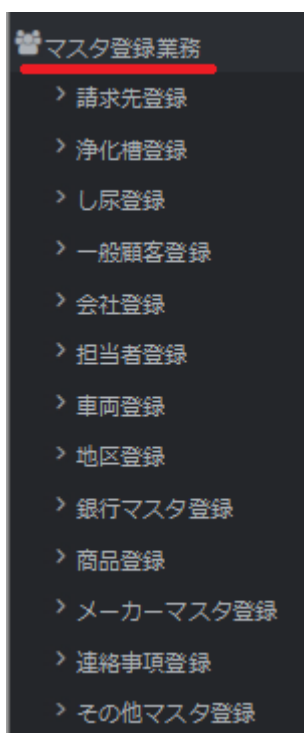 マスタ登録業務
請求先登録
浄化槽登録
し尿登録
一般顧客登録
会社登録
担当者登録
車両登録
地区登録
銀行マスタ登録
商品登録
メーカーマスタ登録
連絡事項登録
その他マスタ登録